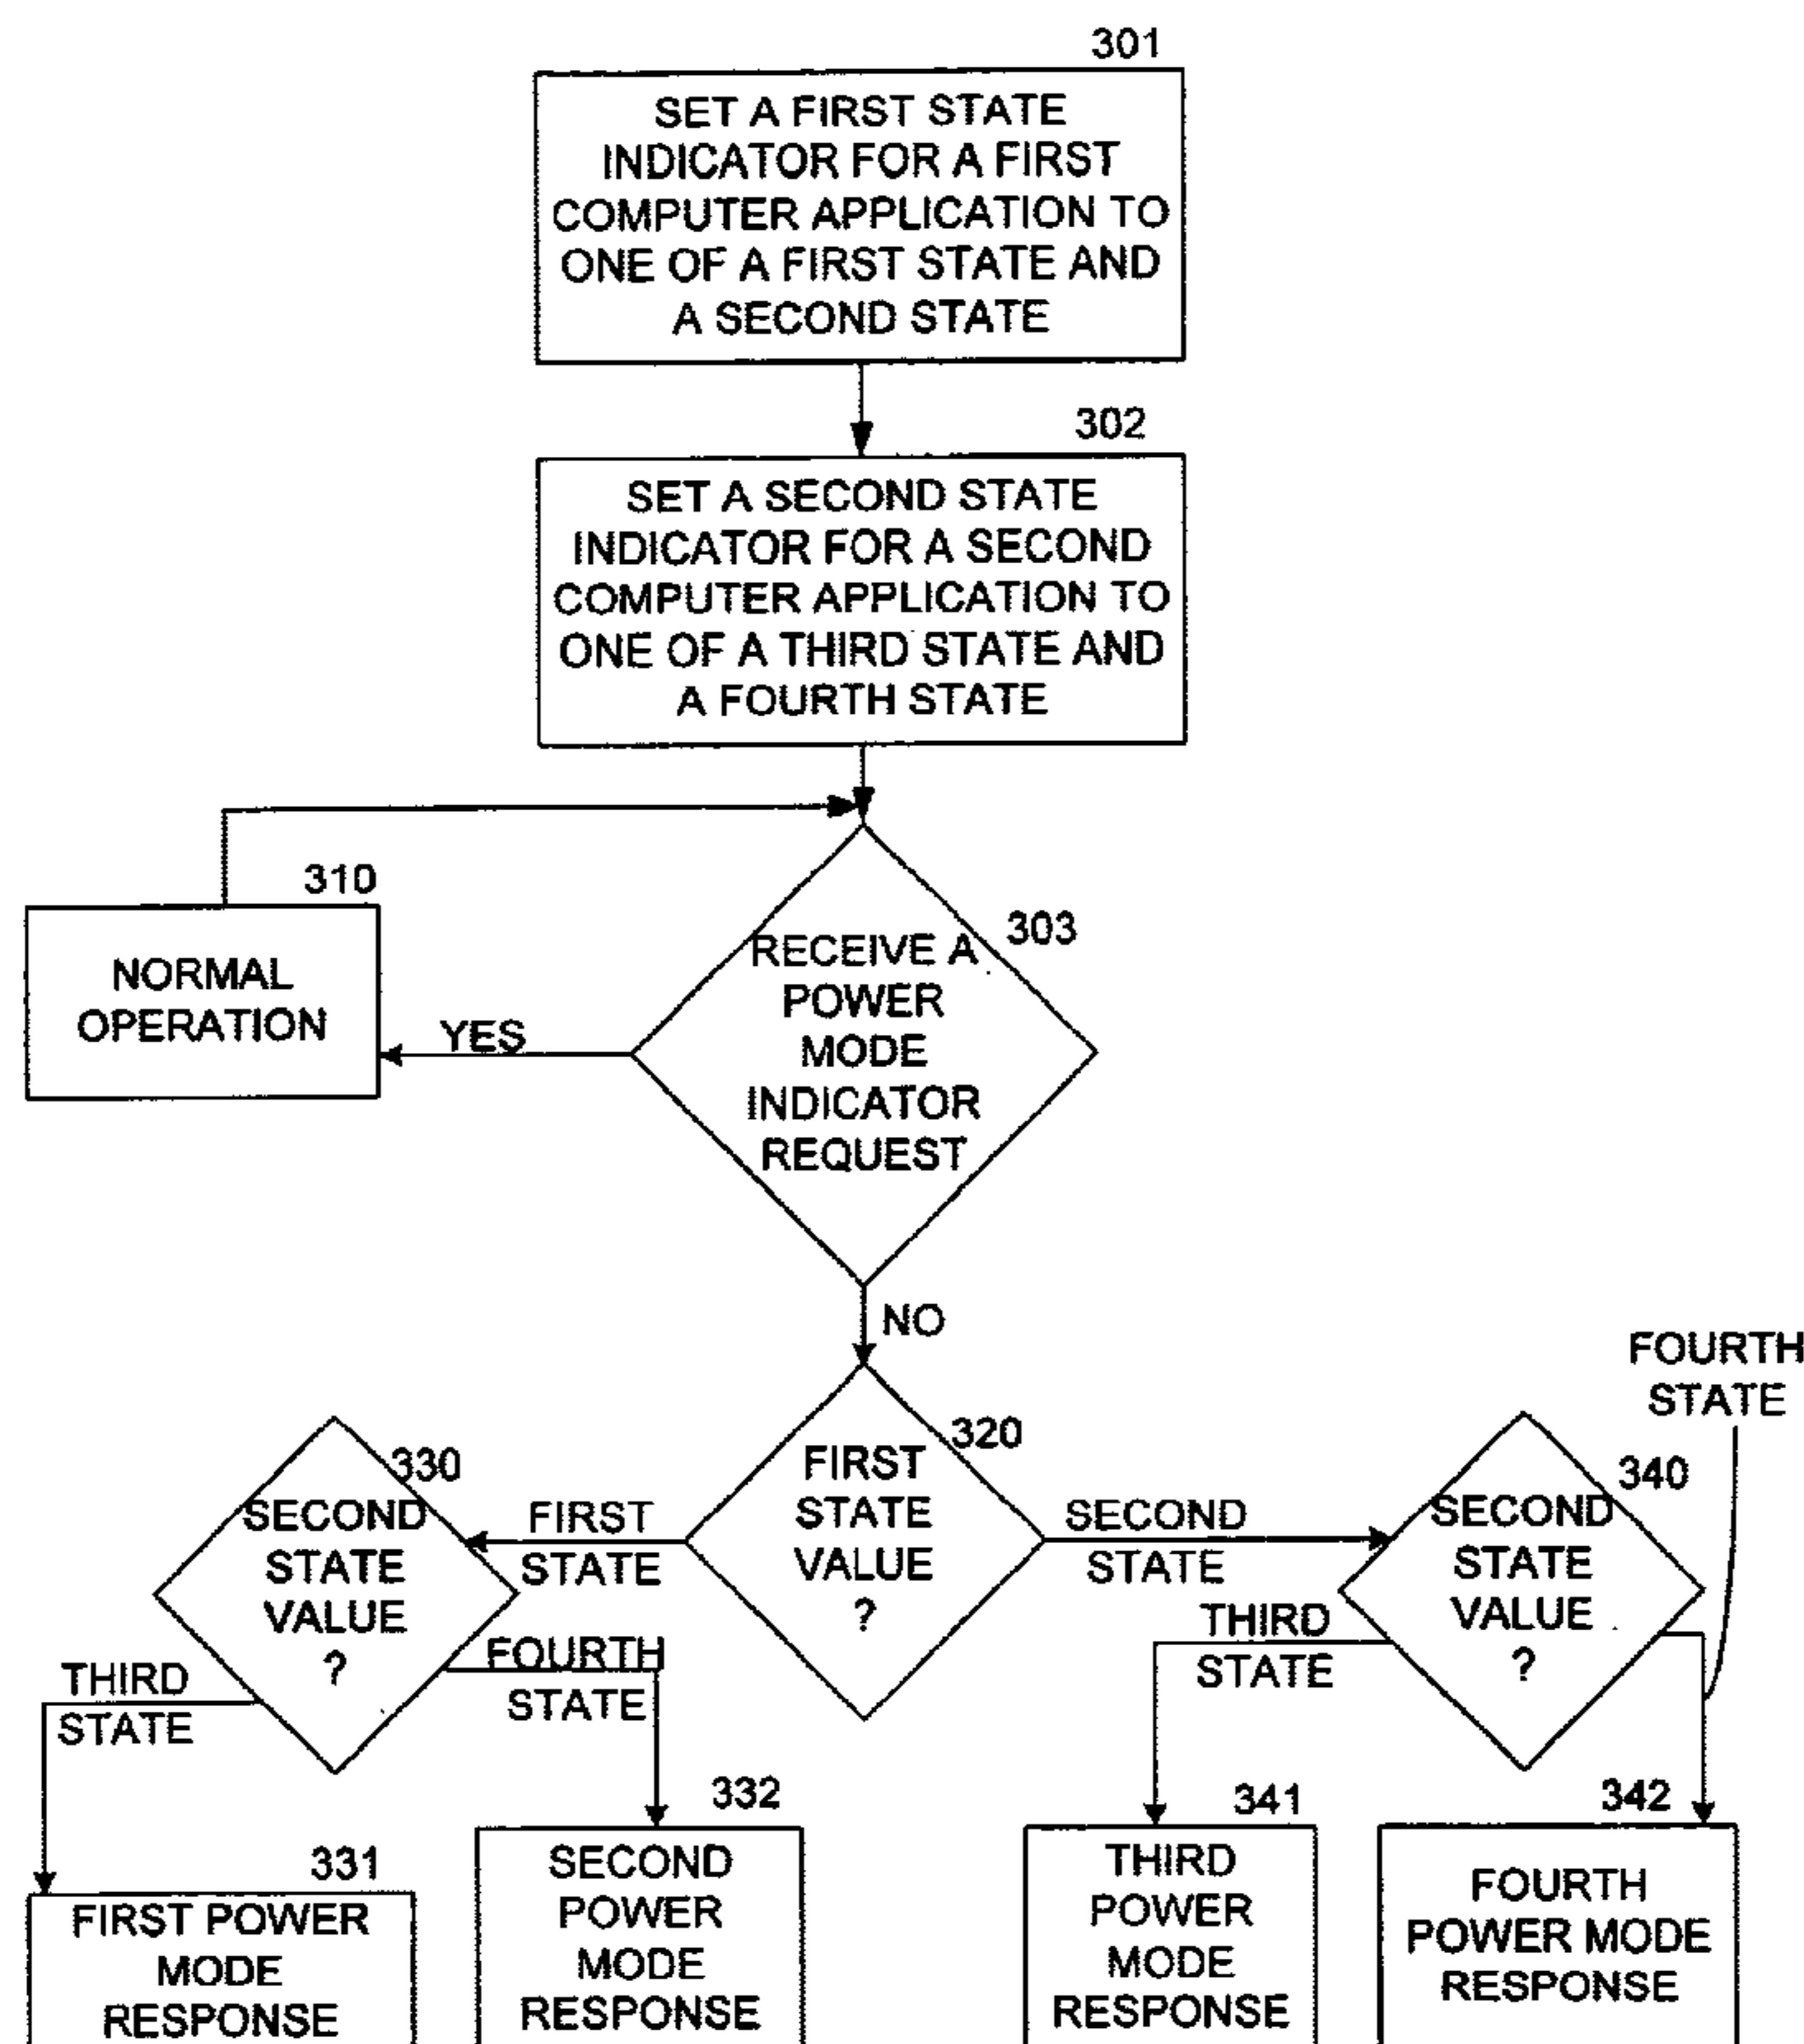 301
SET A FIRST STATE
INDICATOR FOR A FIRST
COMPUTER APPLICATION TO
ONE OF A FIRST STATE AND
A SECOND STATE
302
SET A SECOND STATE
INDICATOR FOR A SECOND
COMPUTER APPLICATION TO
ONE OF A THIRD STATE AND
A FOURTH STATE
310
NORMAL
OPERATION
YES
303
RECEIVE A
POWER
MODE
INDICATOR
REQUEST
NO
320
FIRST
STATE
VALUE
?
FIRST
STATE
SECOND
STATE
330
SECOND
STATE
VALUE
?
THIRD
STATE
FOURTH
STATE
340
SECOND
STATE
VALUE
?
THIRD
STATE
FOURTH
STATE
331
FIRST POWER
MODE
RESPONSE
332
SECOND
POWER
MODE
RESPONSE
341
THIRD
POWER
MODE
RESPONSE
342
FOURTH
POWER MODE
RESPONSE